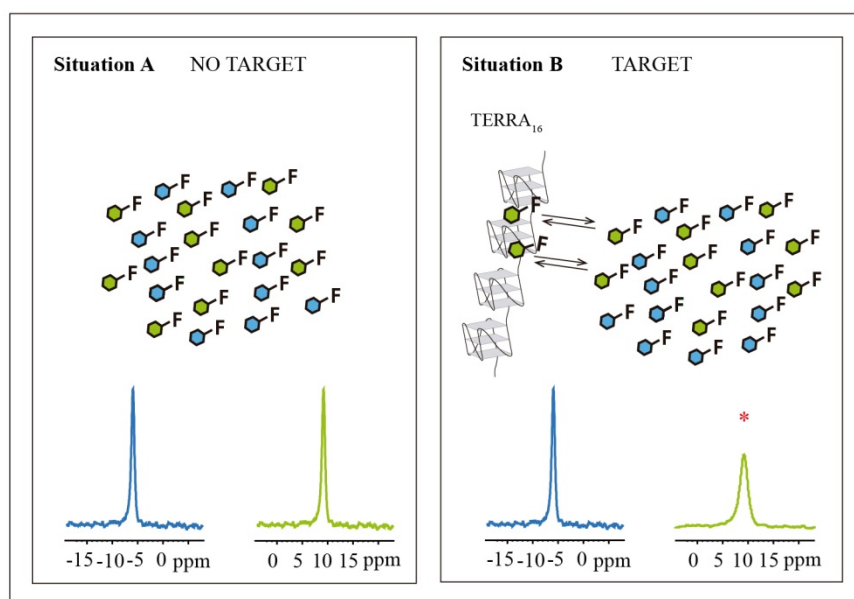 Situation A NO TARGET
F F F
F F F F
F F
F F F F
F F F F
F F F
F
Situation B TARGET
TERRA16
F F F F
F F F F
F F F
F F F F F
F F F F
F F F
*
-15 -10 -5 0 ppm
0 5 10 15 ppm
-15 -10 -5 0 ppm
0 5 10 15 ppm